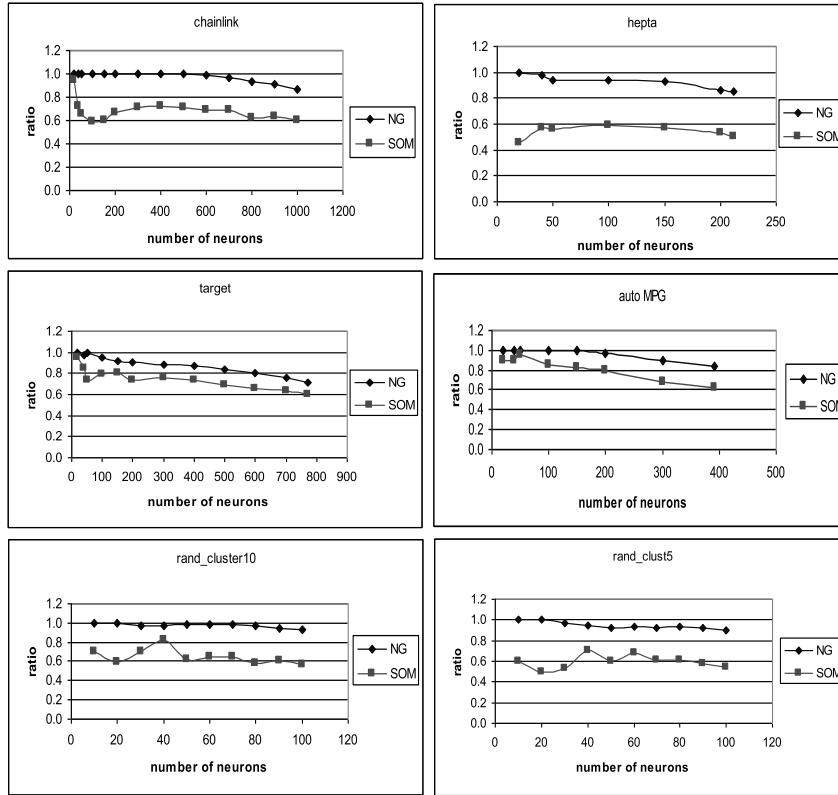 chainlink
1.2
1.0
0.8
0.6
0.4
0.2
0.0
ratio
0 200 400 600 800 1000 1200
number of neurons
NG
SOM
hepta
1.2
1.0
0.8
0.6
0.4
0.2
0.0
ratio
0 50 100 150 200 250
number of neurons
NG
SOM
target
1.2
1.0
0.8
0.6
0.4
0.2
0.0
ratio
0 100 200 300 400 500 600 700 800 900
number of neurons
NG
SOM
auto MPG
1.2
1.0
0.8
0.6
0.4
0.2
0.0
ratio
0 100 200 300 400 500
number of neurons
NG
SOM
rand_cluster10
1.2
1.0
0.8
0.6
0.4
0.2
0.0
ratio
0 20 40 60 80 100 120
number of neurons
NG
SOM
rand_clust5
1.2
1.0
0.8
0.6
0.4
0.2
0.0
ratio
0 20 40 60 80 100 120
number of neurons
NG
SOM